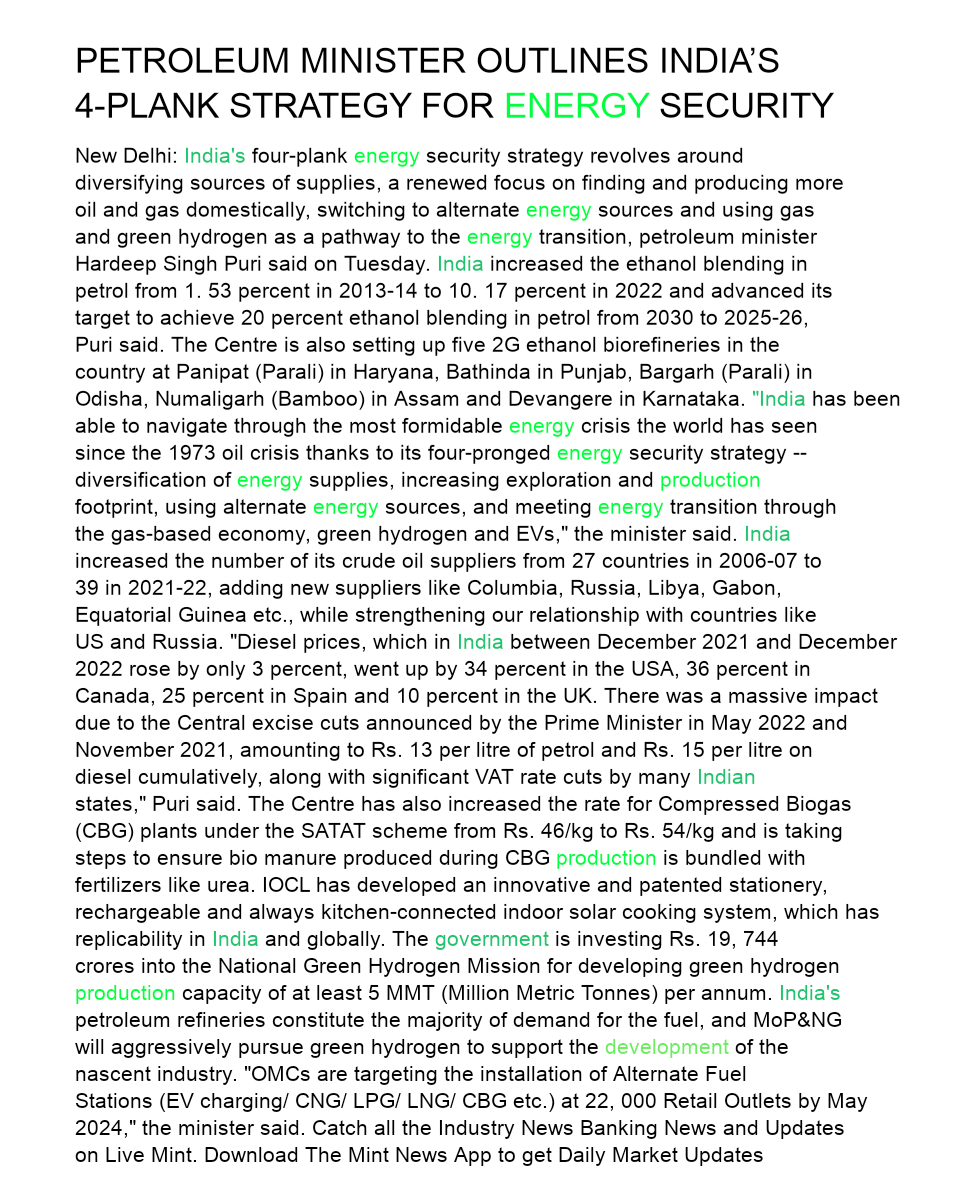 PETROLEUM MINISTER OUTLINES INDIA’S
4-PLANK STRATEGY FOR ENERGY SECURITY
New Delhi: India's four-plank energy security strategy revolves around
diversifying sources of supplies, a renewed focus on finding and producing more
oil and gas domestically, switching to alternate energy sources and using gas
and green hydrogen as a pathway to the energy transition, petroleum minister
Hardeep Singh Puri said on Tuesday. India increased the ethanol blending in
petrol from 1. 53 percent in 2013-14 to 10. 17 percent in 2022 and advanced its
target to achieve 20 percent ethanol blending in petrol from 2030 to 2025-26,
Puri said. The Centre is also setting up five 2G ethanol biorefineries in the
country at Panipat (Parali) in Haryana, Bathinda in Punjab, Bargarh (Parali) in
Odisha, Numaligarh (Bamboo) in Assam and Devangere in Karnataka. "India has been
able to navigate through the most formidable energy crisis the world has seen
since the 1973 oil crisis thanks to its four-pronged energy security strategy --
diversification of energy supplies, increasing exploration and production
footprint, using alternate energy sources, and meeting energy transition through
the gas-based economy, green hydrogen and EVs," the minister said. India
increased the number of its crude oil suppliers from 27 countries in 2006-07 to
39 in 2021-22, adding new suppliers like Columbia, Russia, Libya, Gabon,
Equatorial Guinea etc., while strengthening our relationship with countries like
US and Russia. "Diesel prices, which in India between December 2021 and December
2022 rose by only 3 percent, went up by 34 percent in the USA, 36 percent in
Canada, 25 percent in Spain and 10 percent in the UK. There was a massive impact
due to the Central excise cuts announced by the Prime Minister in May 2022 and
November 2021, amounting to Rs. 13 per litre of petrol and Rs. 15 per litre on
diesel cumulatively, along with significant VAT rate cuts by many Indian
states," Puri said. The Centre has also increased the rate for Compressed Biogas
(CBG) plants under the SATAT scheme from Rs. 46/kg to Rs. 54/kg and is taking
steps to ensure bio manure produced during CBG production is bundled with
fertilizers like urea. IOCL has developed an innovative and patented stationery,
rechargeable and always kitchen-connected indoor solar cooking system, which has
replicability in India and globally. The government is investing Rs. 19, 744
crores into the National Green Hydrogen Mission for developing green hydrogen
production capacity of at least 5 MMT (Million Metric Tonnes) per annum. India's
petroleum refineries constitute the majority of demand for the fuel, and MoP&NG
will aggressively pursue green hydrogen to support the development of the
nascent industry. "OMCs are targeting the installation of Alternate Fuel
Stations (EV charging/ CNG/ LPG/ LNG/ CBG etc.) at 22, 000 Retail Outlets by May
2024," the minister said. Catch all the Industry News Banking News and Updates
on Live Mint. Download The Mint News App to get Daily Market Updates